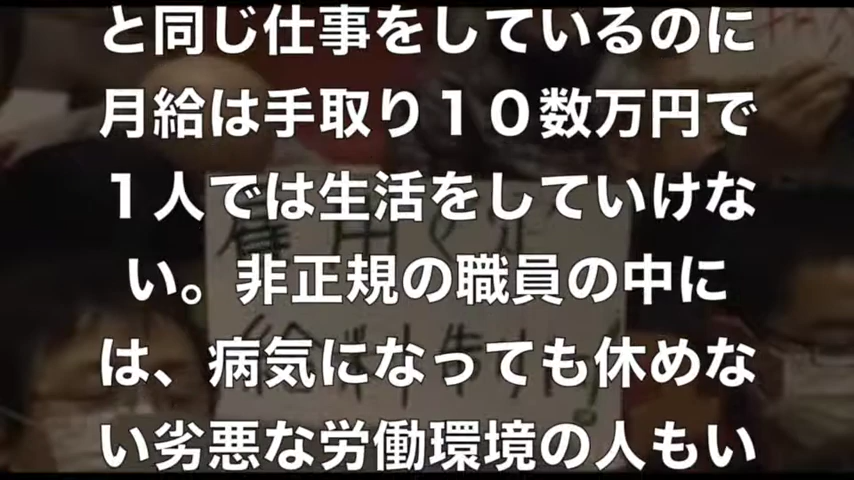 と同じ仕事をしているのに
月給は手取り１０数万円で
１人では生活をしていけな
い。非正規の職員の中に
は、病気になっても休めな
い劣悪な労働環境の人もい